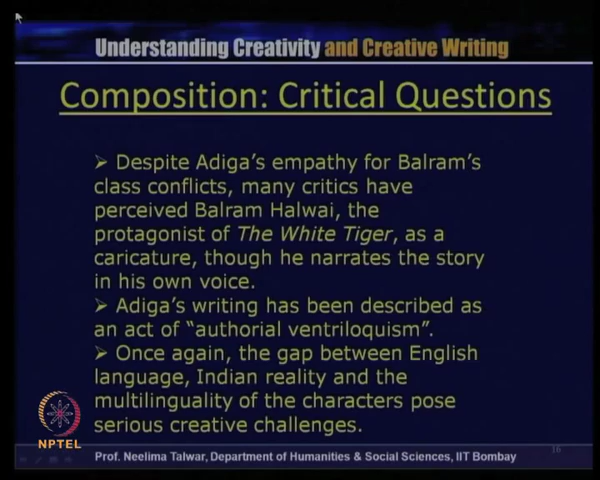 Understanding Creativity and Creative Writing
Composition: Critical Questions
➢ Despite Adiga's empathy for Balram's
class conflicts, many critics have
perceived Balram Halwai, the
protagonist of The White Tiger, as a
caricature, though he narrates the story
in his own voice.
➢ Adiga's writing has been described as
an act of "authorial ventriloquism".
➢ Once again, the gap between English
language, Indian reality and the
multilinguality of the characters pose
serious creative challenges.
NPTEL
Prof. Neelima Talwar, Department of Humanities & Social Sciences, IIT Bombay
16